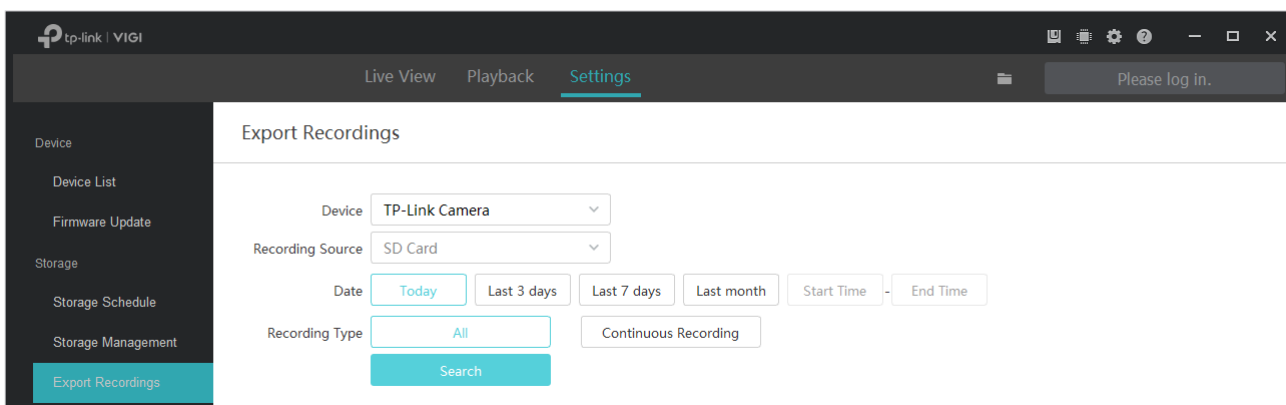 tp-link | VIGI
Live View Playback Settings Please log in.
Export Recordings
Device
Device List
Firmware Update
Storage
Storage Schedule
Storage Management
Export Recordings
Device TP-Link Camera
Recording Source SD Card
Date Today Last 3 days Last 7 days Last month Start Time - End Time
Recording Type All Continuous Recording
Search